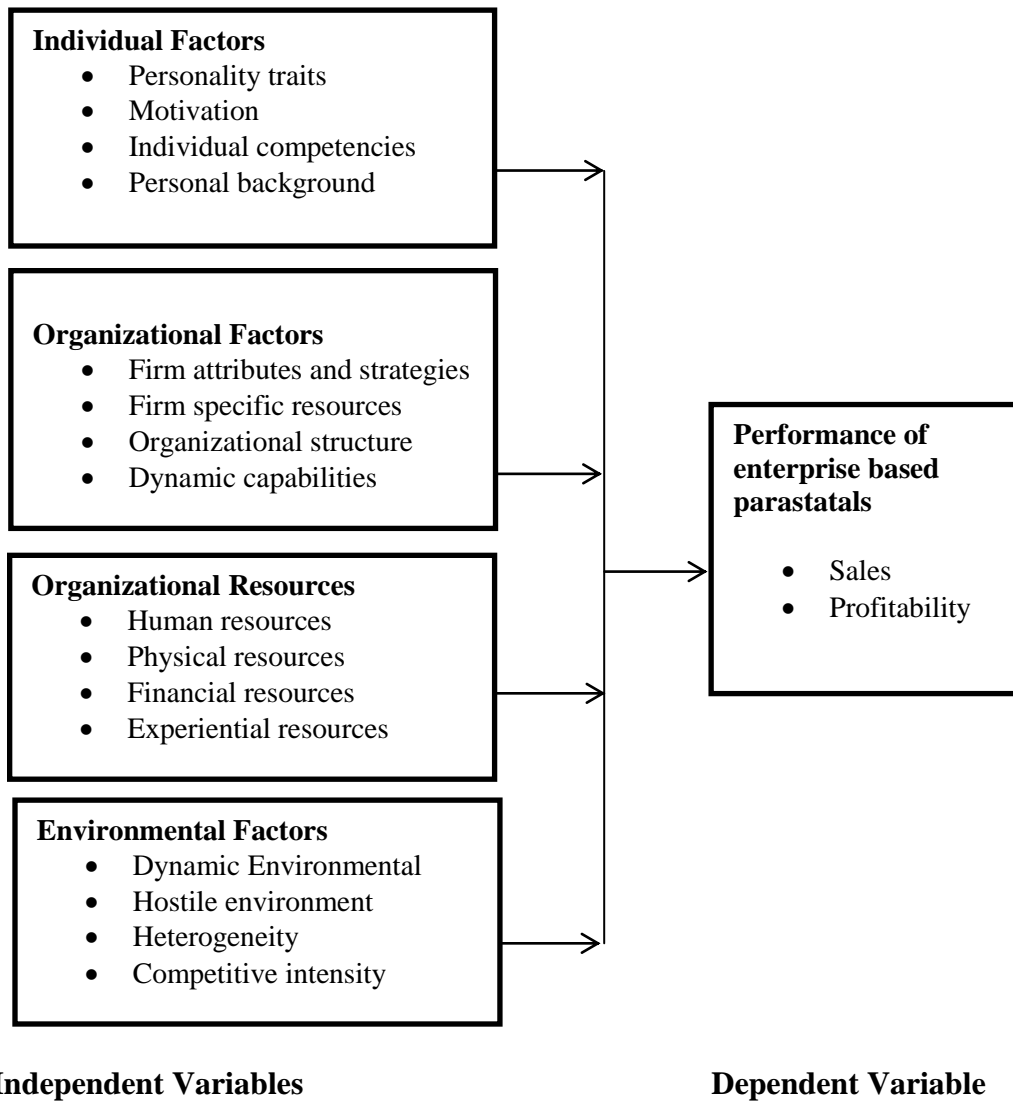 Individual Factors
• Personality traits
• Motivation
• Individual competencies
• Personal background
Organizational Factors
• Firm attributes and strategies
• Firm specific resources
• Organizational structure
• Dynamic capabilities
Organizational Resources
• Human resources
• Physical resources
• Financial resources
• Experiential resources
Environmental Factors
• Dynamic Environmental
• Hostile environment
• Heterogeneity
• Competitive intensity
Performance of
enterprise based
parastatals
• Sales
• Profitability
Independent Variables
Dependent Variable